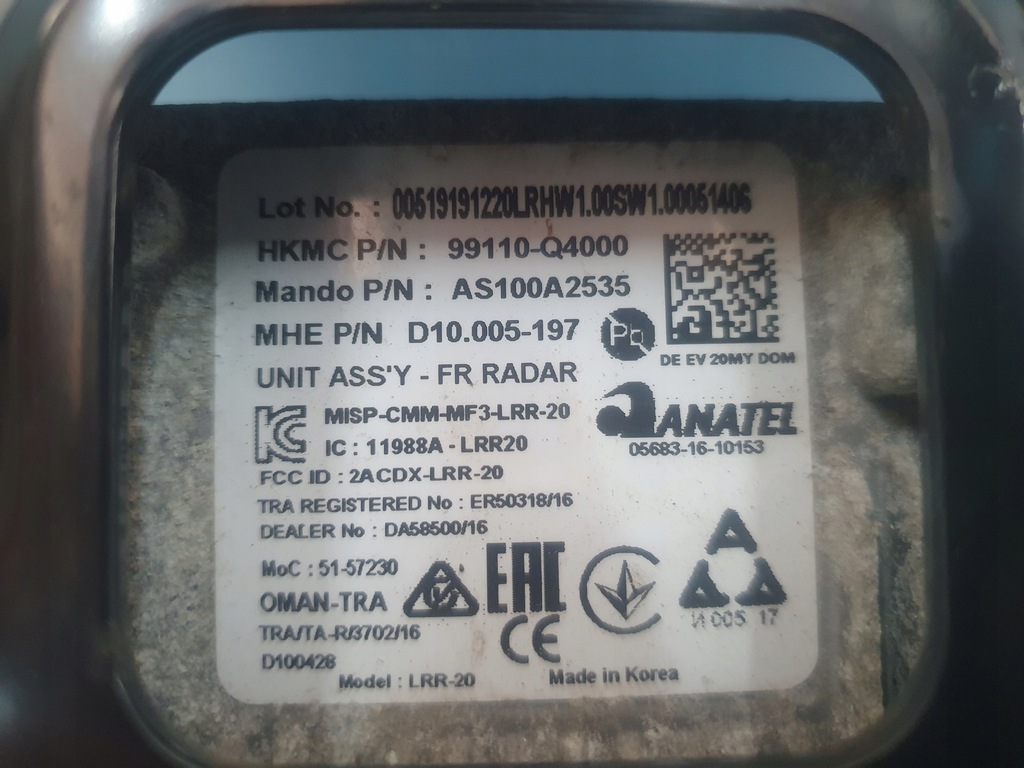 Lot No. : 00519191220LRHW1.00SW1.00051406
HKMC P/N : 99110-Q4000
Mando P/N : AS100A2535
MHE P/N D10.005-197
Pb
DE EV 20MY DOM
UNIT ASS'Y - FR RADAR
MISP-CMM-MF3-LRR-20
ANATEL
IC : 11988A - LRR20
05683-16-10153
FCC ID : 2ACDX-LRR-20
TRA REGISTERED No : ER50318/16
DEALER No : DA58500/16
MoC : 51-57230
OMAN-TRA
EAC
TRA/TA-R/3702/16
CE
И 005 17
D100428
Model : LRR-20
Made in Korea